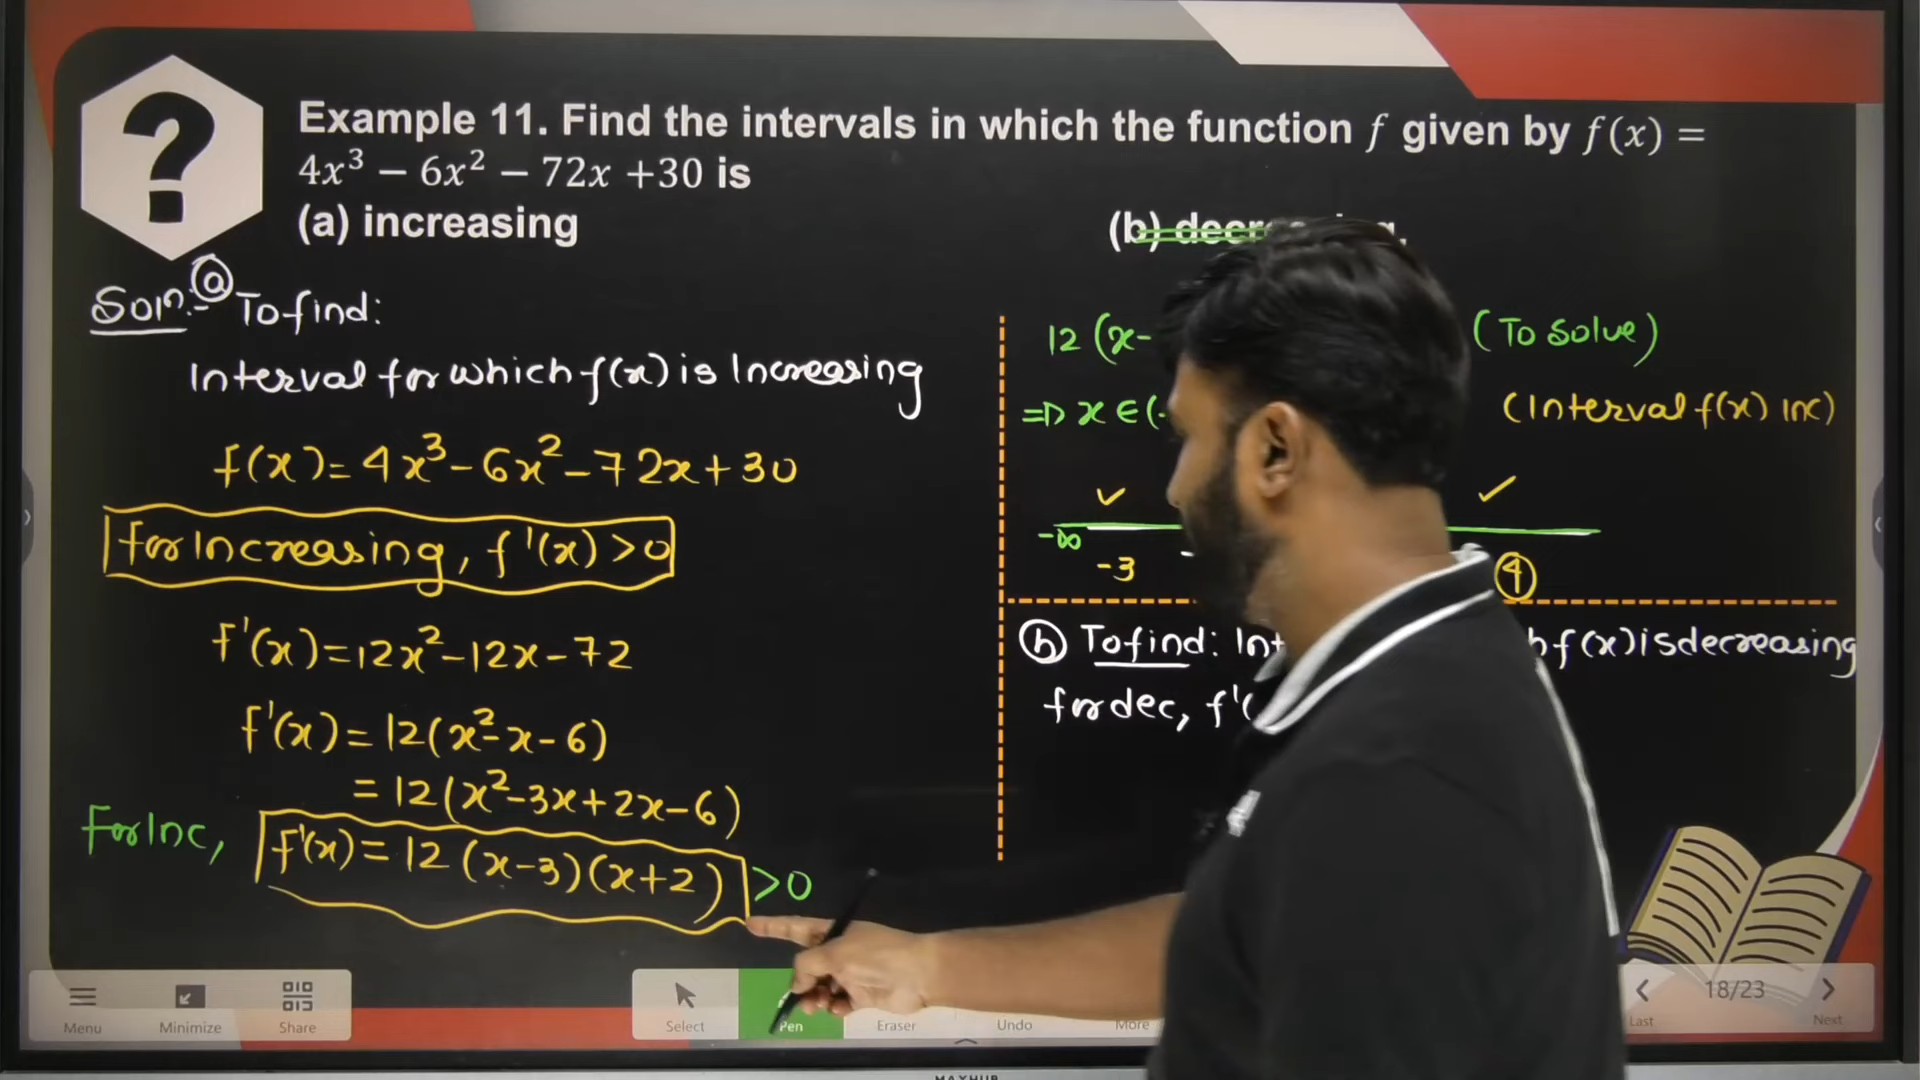 ?
Example 11. Find the intervals in which the function f given by f(x) =
4x³ − 6x² − 72x +30 is
(a) increasing
(b)
Soln:- ⓐ To find:
Interval for which f(x) is Increasing
f(x) = 4x³ - 6x² - 72x + 30
for Increasing, f'(x) > 0
f'(x) = 12x² - 12x - 72
f'(x) = 12(x² - x - 6)
= 12(x² - 3x + 2x - 6)
For Inc, f'(x) = 12 (x-3)(x+2) > 0
12 (x- (To Solve)
=> x ∈ (- (Interval f(x) Inc)
✓ ✓
-∞
-3 ④
ⓑ To find: f(x) is decreasing
for dec, f'(
Menu
Minimize
Share
Select
Pen
Eraser
Undo
More
18/23
Last
Next
MAXHUB